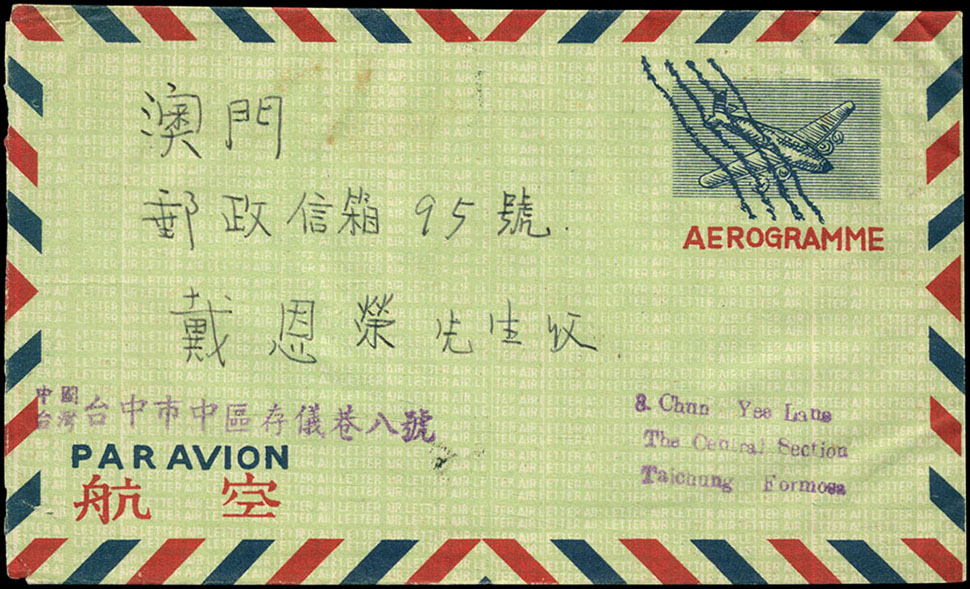 澳門
郵政信箱 95號.
戴恩榮先生收
AEROGRAMME
中國
台灣 台中市中區存儀巷八號
PAR AVION
航空
8. Chun Yee Lane
The Central Section
Taichung Formosa